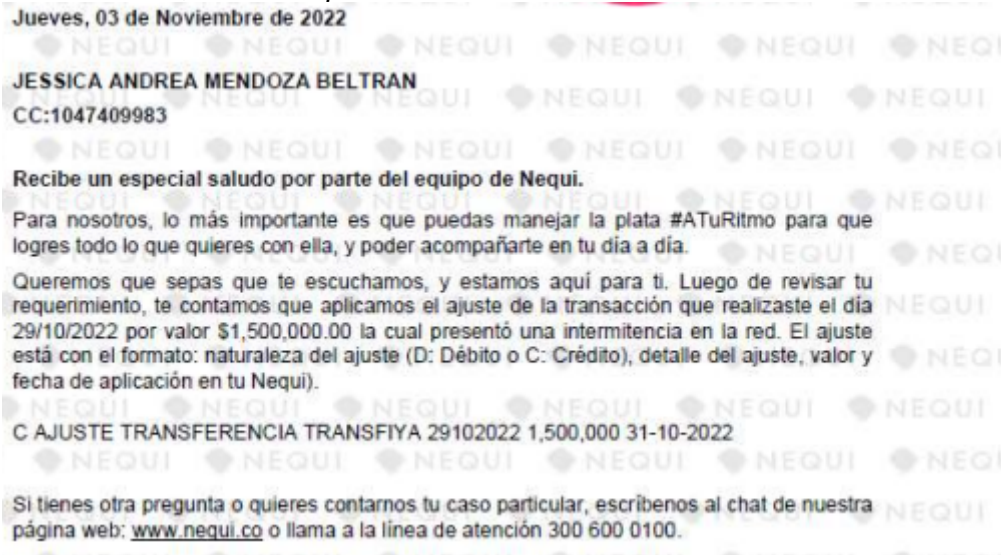 Jueves, 03 de Noviembre de 2022
JESSICA ANDREA MENDOZA BELTRAN
CC:1047409983
Recibe un especial saludo por parte del equipo de Nequi.
Para nosotros, lo más importante es que puedas manejar la plata #ATuRitmo para que
logres todo lo que quieres con ella, y poder acompañarte en tu día a día.
Queremos que sepas que te escuchamos, y estamos aquí para ti. Luego de revisar tu
requerimiento, te contamos que aplicamos el ajuste de la transacción que realizaste el día
29/10/2022 por valor $1,500,000.00 la cual presentó una intermitencia en la red. El ajuste
está con el formato: naturaleza del ajuste (D: Débito o C: Crédito), detalle del ajuste, valor y
fecha de aplicación en tu Nequi).
C AJUSTE TRANSFERENCIA TRANSFIYA 29102022 1,500,000 31-10-2022
Si tienes otra pregunta o quieres contarnos tu caso particular, escríbenos al chat de nuestra
página web: www.nequi.co o llama a la línea de atención 300 600 0100.